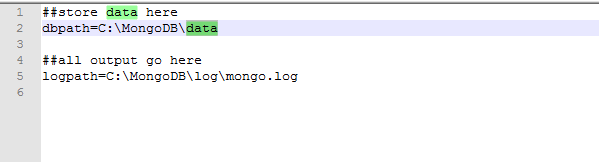 1 ##store data here
2 dbpath=C:\MongoDB\data
3
4 ##all output go here
5 logpath=C:\MongoDB\log\mongo.log
6